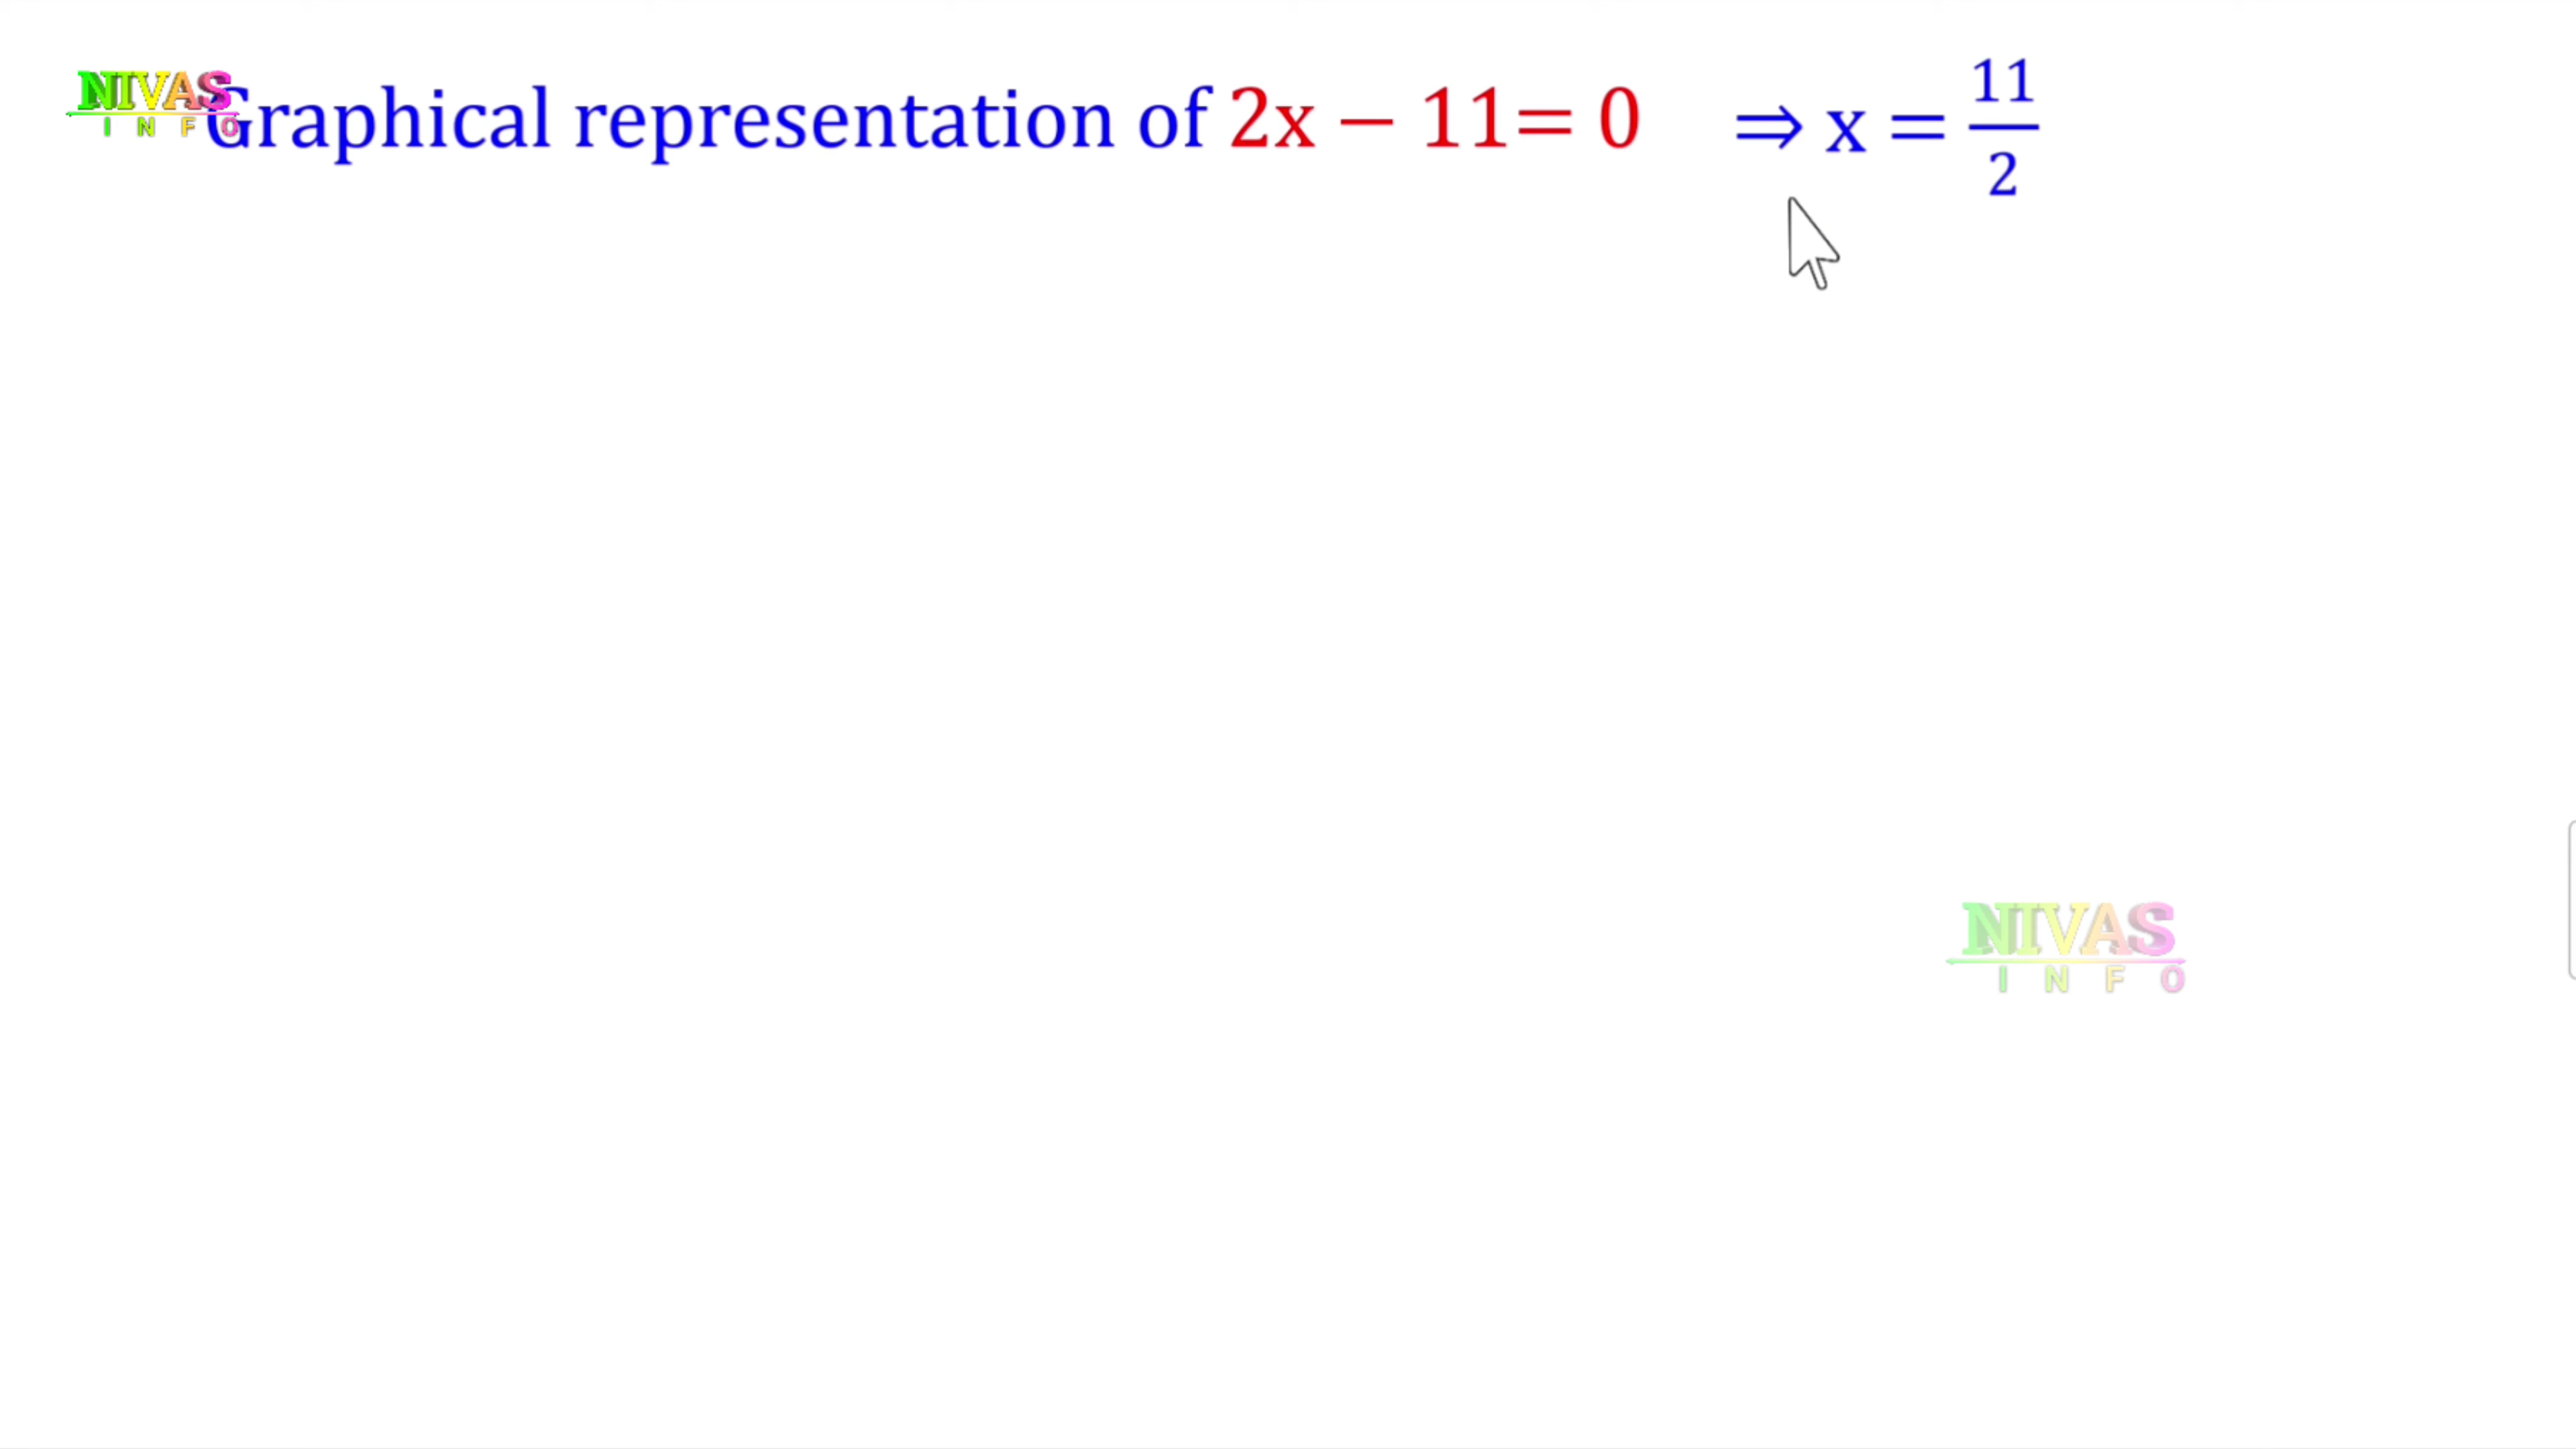 NIVAS
INFO
Graphical representation of 2x − 11= 0 ⇒ x = 11/2
NIVAS
INFO